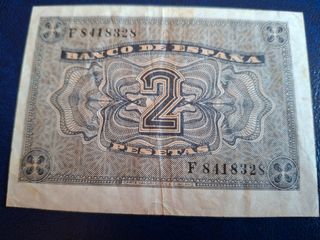 F 8418328
BANCO DE ESPAÑA
2
PESETAS
F 8418328